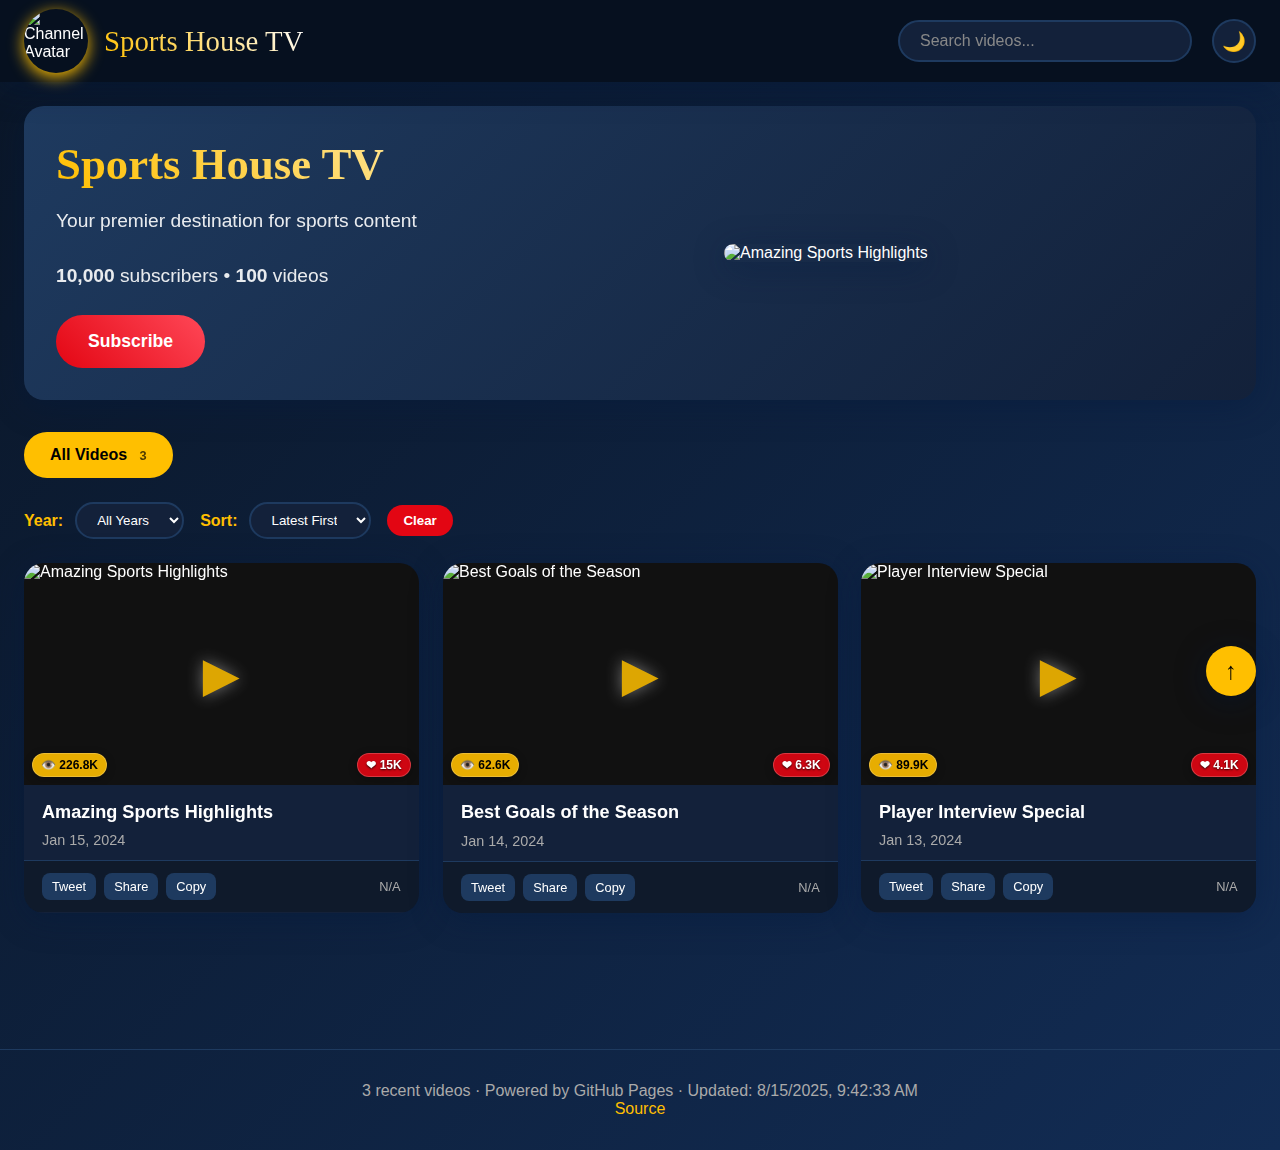 Channel
Avatar
Sports House TV
Search videos...
Sports House TV
Your premier destination for sports content
10,000 subscribers • 100 videos
Subscribe
Amazing Sports Highlights
All Videos 3
Year: All Years Sort: Latest First Clear
Amazing Sports Highlights
226.8K
15K
Amazing Sports Highlights
Jan 15, 2024
Tweet Share Copy N/A
Best Goals of the Season
62.6K
6.3K
Best Goals of the Season
Jan 14, 2024
Tweet Share Copy N/A
Player Interview Special
↑
89.9K
4.1K
Player Interview Special
Jan 13, 2024
Tweet Share Copy N/A
3 recent videos · Powered by GitHub Pages · Updated: 8/15/2025, 9:42:33 AM
Source